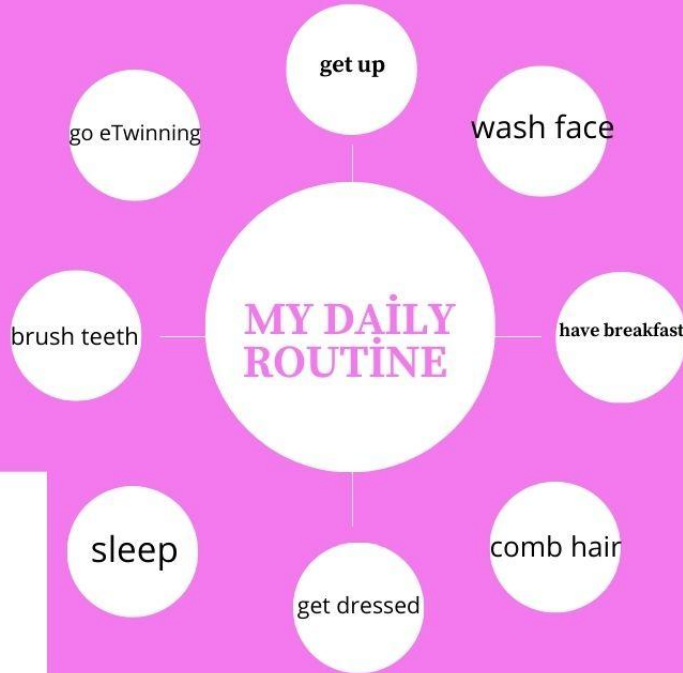 get up
go eTwinning
wash face
MY DAİLY
ROUTİNE
brush teeth
have breakfast
sleep
comb hair
get dressed